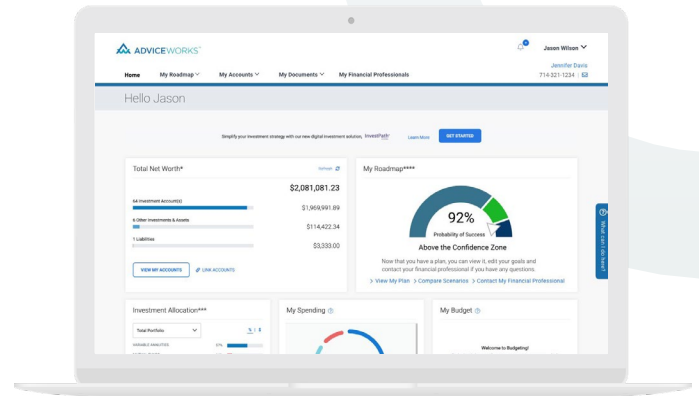 ADVICEWORKS
Jason Wilson
Jennifer Davis
714-321-1234
Home My Roadmap My Accounts My Documents My Financial Professionals
Hello Jason
Simplify your investment strategy with our new digital investment solution, InvestPath Learn More GET STARTED
Total Net Worth*
Refresh
$2,081,081.23
64 Investment Account(s)
$1,969,991.89
6 Other Investments & Assets
$114,422.34
1 Liabilities
$3,333.00
VIEW MY ACCOUNTS LINK ACCOUNTS
My Roadmap****
92%
Probability of Success
Above the Confidence Zone
Now that you have a plan, you can view it, edit your goals and
contact your financial professional if you have any questions.
> View My Plan > Compare Scenarios > Contact My Financial Professional
What can I do here?
Investment Allocation***
Total Portfolio
% | $
VARIABLE ANNUITIES
My Spending
My Budget
Welcome to Budgeting!